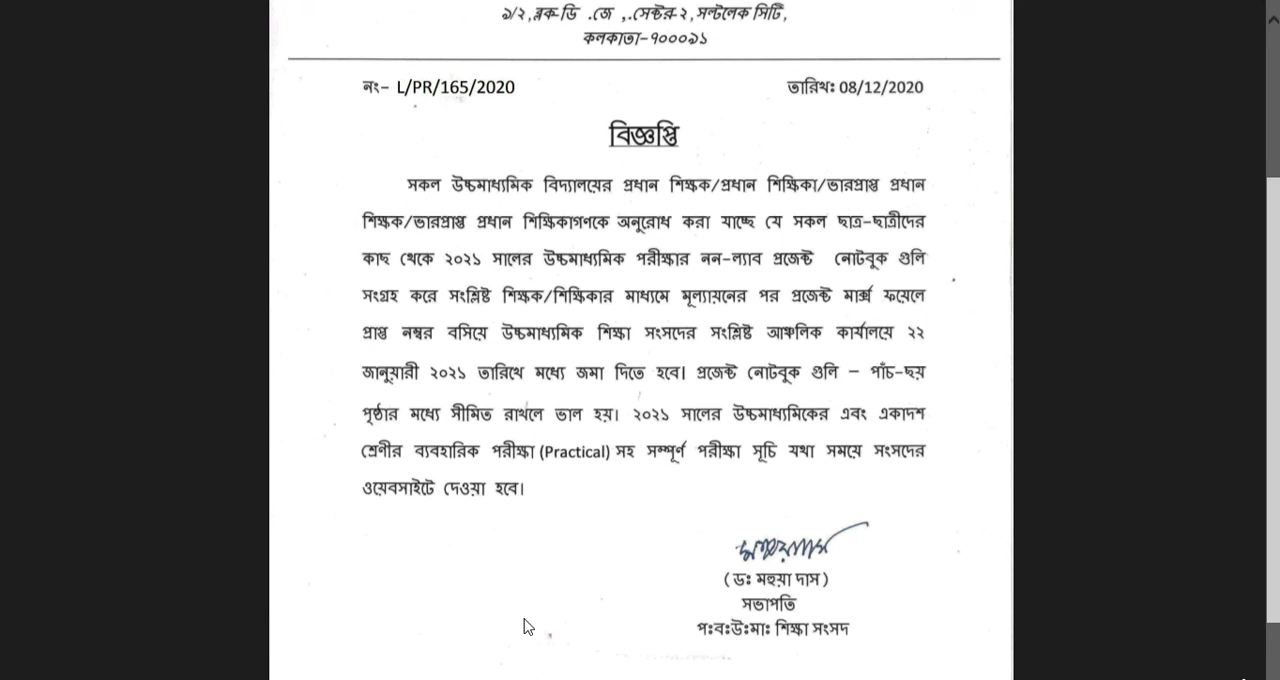 ৯/২,ব্লক-ডি .জে ,.সেক্টর-২,সল্টলেক সিটি,
কলকাতা-৭০০০৯১
নং- L/PR/165/2020 তারিখঃ 08/12/2020
বিজ্ঞপ্তি
সকল উচ্চমাধ্যমিক বিদ্যালয়ের প্রধান শিক্ষক/প্রধান শিক্ষিকা/ভারপ্রাপ্ত প্রধান
শিক্ষক/ভারপ্রাপ্ত প্রধান শিক্ষিকাগণকে অনুরোধ করা যাচ্ছে যে সকল ছাত্র-ছাত্রীদের
কাছ থেকে ২০২১ সালের উচ্চমাধ্যমিক পরীক্ষার নন-ল্যাব প্রজেক্ট নোটবুক গুলি
সংগ্রহ করে সংশ্লিষ্ট শিক্ষক/শিক্ষিকার মাধ্যমে মূল্যায়নের পর প্রজেক্ট মার্ক্স ফয়েলে
প্রাপ্ত নম্বর বসিয়ে উচ্চমাধ্যমিক শিক্ষা সংসদের সংশ্লিষ্ট আঞ্চলিক কার্যালয়ে ২২
জানুয়ারী ২০২১ তারিখে মধ্যে জমা দিতে হবে। প্রজেক্ট নোটবুক গুলি – পাঁচ-ছয়
পৃষ্ঠার মধ্যে সীমিত রাখলে ভাল হয়। ২০২১ সালের উচ্চমাধ্যমিকের এবং একাদশ
শ্রেণীর ব্যবহারিক পরীক্ষা (Practical) সহ সম্পূর্ণ পরীক্ষা সূচি যথা সময়ে সংসদের
ওয়েবসাইটে দেওয়া হবে।
(ডঃ মহুয়া দাস)
সভাপতি
পঃবঃউঃমাঃ শিক্ষা সংসদ